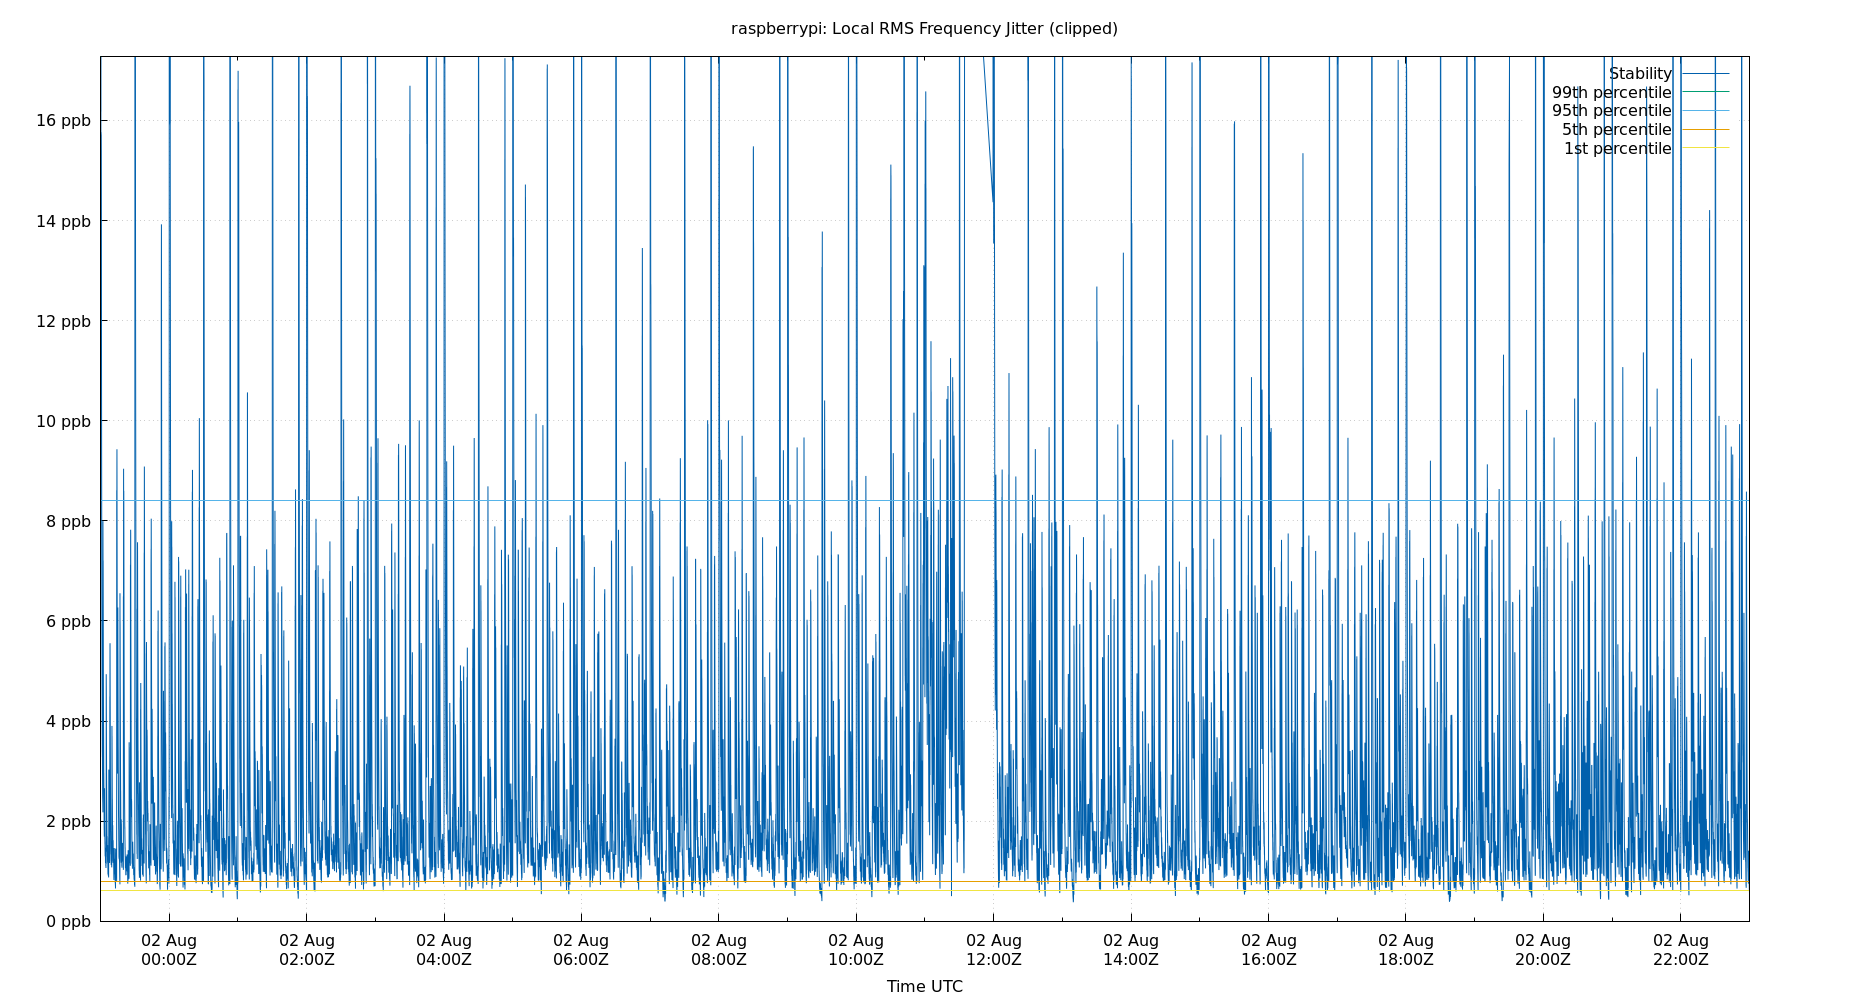 raspberrypi: Local RMS Frequency Jitter (clipped)
Stability
99th percentile
95th percentile
5th percentile
1st percentile
16 ppb
14 ppb
12 ppb
10 ppb
8 ppb
6 ppb
4 ppb
2 ppb
0 ppb
02 Aug 02 Aug 02 Aug 02 Aug 02 Aug 02 Aug 02 Aug 02 Aug 02 Aug 02 Aug 02 Aug 02 Aug
00:00Z 02:00Z 04:00Z 06:00Z 08:00Z 10:00Z 12:00Z 14:00Z 16:00Z 18:00Z 20:00Z 22:00Z
Time UTC